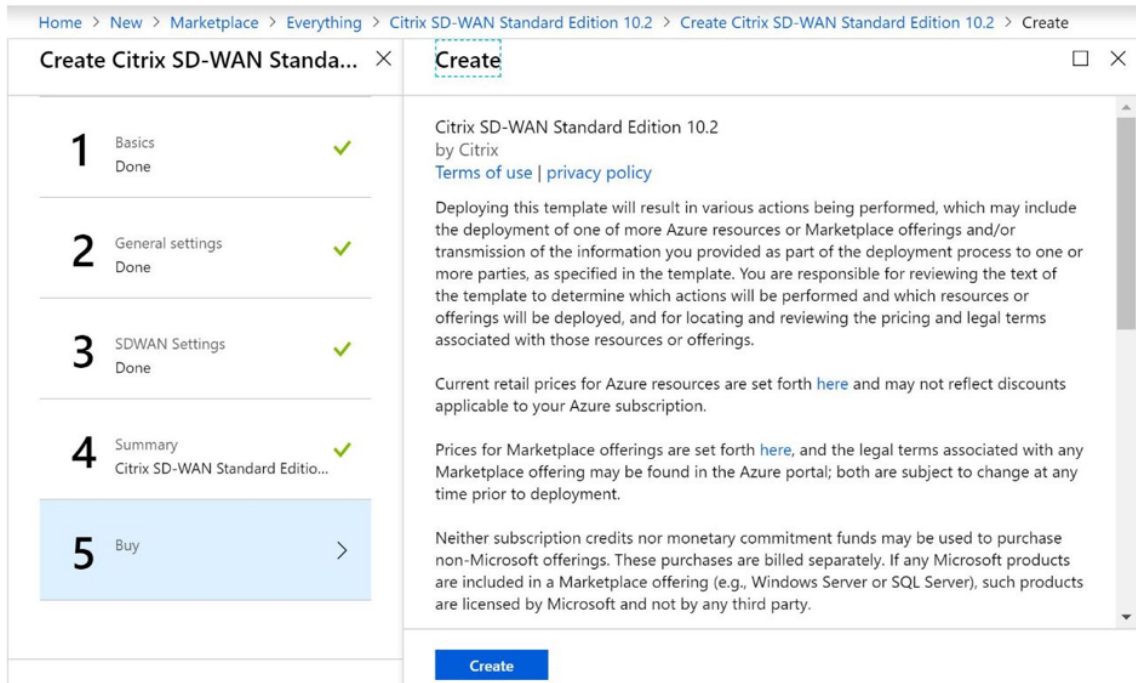 Home > New > Marketplace > Everything > Citrix SD-WAN Standard Edition 10.2 > Create Citrix SD-WAN Standard Edition 10.2 > Create
Create Citrix SD-WAN Standa...
1
Basics
Done
2
General settings
Done
3
SDWAN Settings
Done
4
Summary
Citrix SD-WAN Standard Editio...
5
Buy
Create
Citrix SD-WAN Standard Edition 10.2
by Citrix
Terms of use | privacy policy
Deploying this template will result in various actions being performed, which may include
the deployment of one of more Azure resources or Marketplace offerings and/or
transmission of the information you provided as part of the deployment process to one or
more parties, as specified in the template. You are responsible for reviewing the text of
the template to determine which actions will be performed and which resources or
offerings will be deployed, and for locating and reviewing the pricing and legal terms
associated with those resources or offerings.
Current retail prices for Azure resources are set forth here and may not reflect discounts
applicable to your Azure subscription.
Prices for Marketplace offerings are set forth here, and the legal terms associated with any
Marketplace offering may be found in the Azure portal; both are subject to change at any
time prior to deployment.
Neither subscription credits nor monetary commitment funds may be used to purchase
non-Microsoft offerings. These purchases are billed separately. If any Microsoft products
are included in a Marketplace offering (e.g., Windows Server or SQL Server), such products
are licensed by Microsoft and not by any third party.
Create